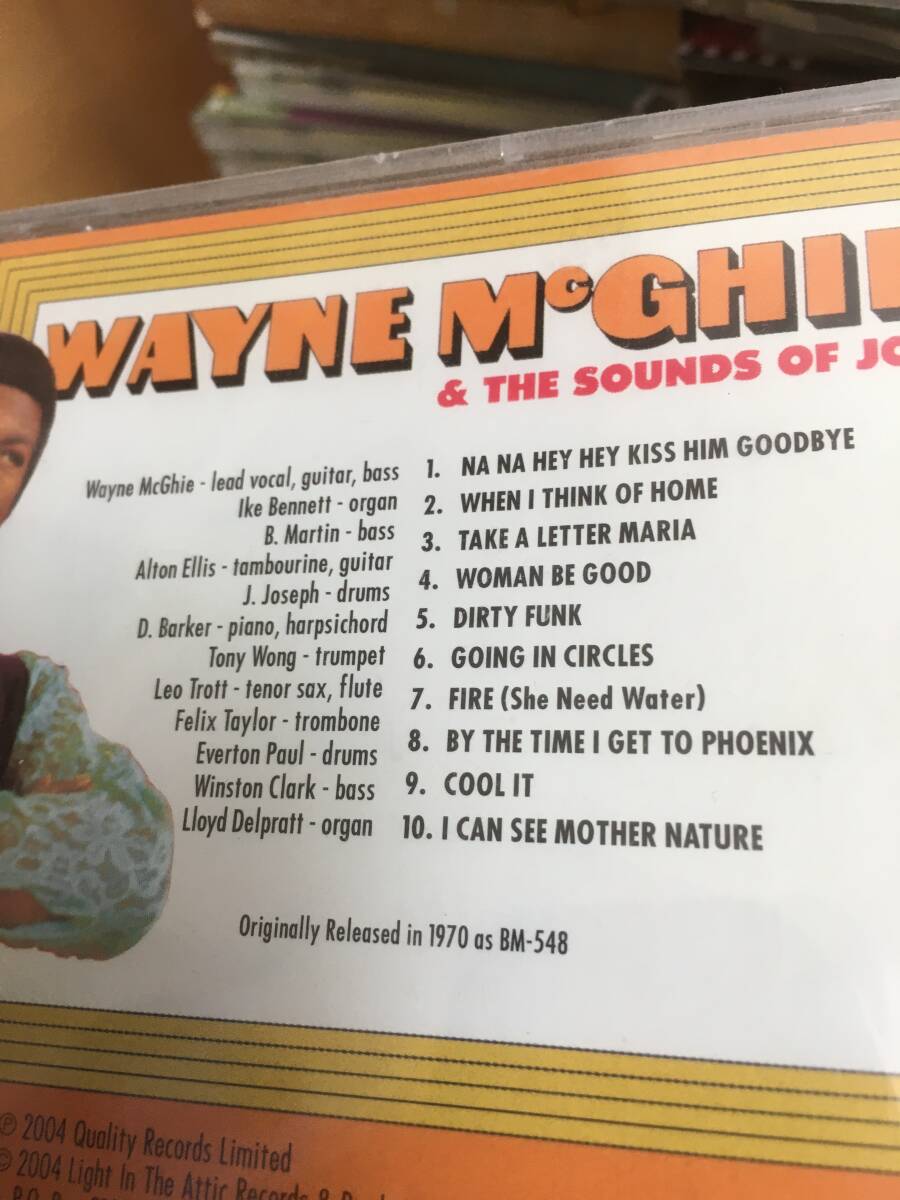 WAYNE McGHI
& THE SOUNDS OF
Wayne McGhie - lead vocal, guitar, bass
Ike Bennett - organ
B. Martin - bass
Alton Ellis - tambourine, guitar
J. Joseph - drums
D. Barker - piano, harpsichord
Tony Wong - trumpet
Leo Trott - tenor sax, flute
Felix Taylor - trombone
Everton Paul - drums
Winston Clark - bass
Lloyd Delpratt - organ
1. NA NA HEY HEY KISS HIM GOODBYE
2. WHEN I THINK OF HOME
3. TAKE A LETTER MARIA
4. WOMAN BE GOOD
5. DIRTY FUNK
6. GOING IN CIRCLES
7. FIRE (She Need Water)
8. BY THE TIME I GET TO PHOENIX
9. COOL IT
10. I CAN SEE MOTHER NATURE
Originally Released in 1970 as BM-548
℗ 2004 Quality Records Limited
© 2004 Light In The Attic Records &